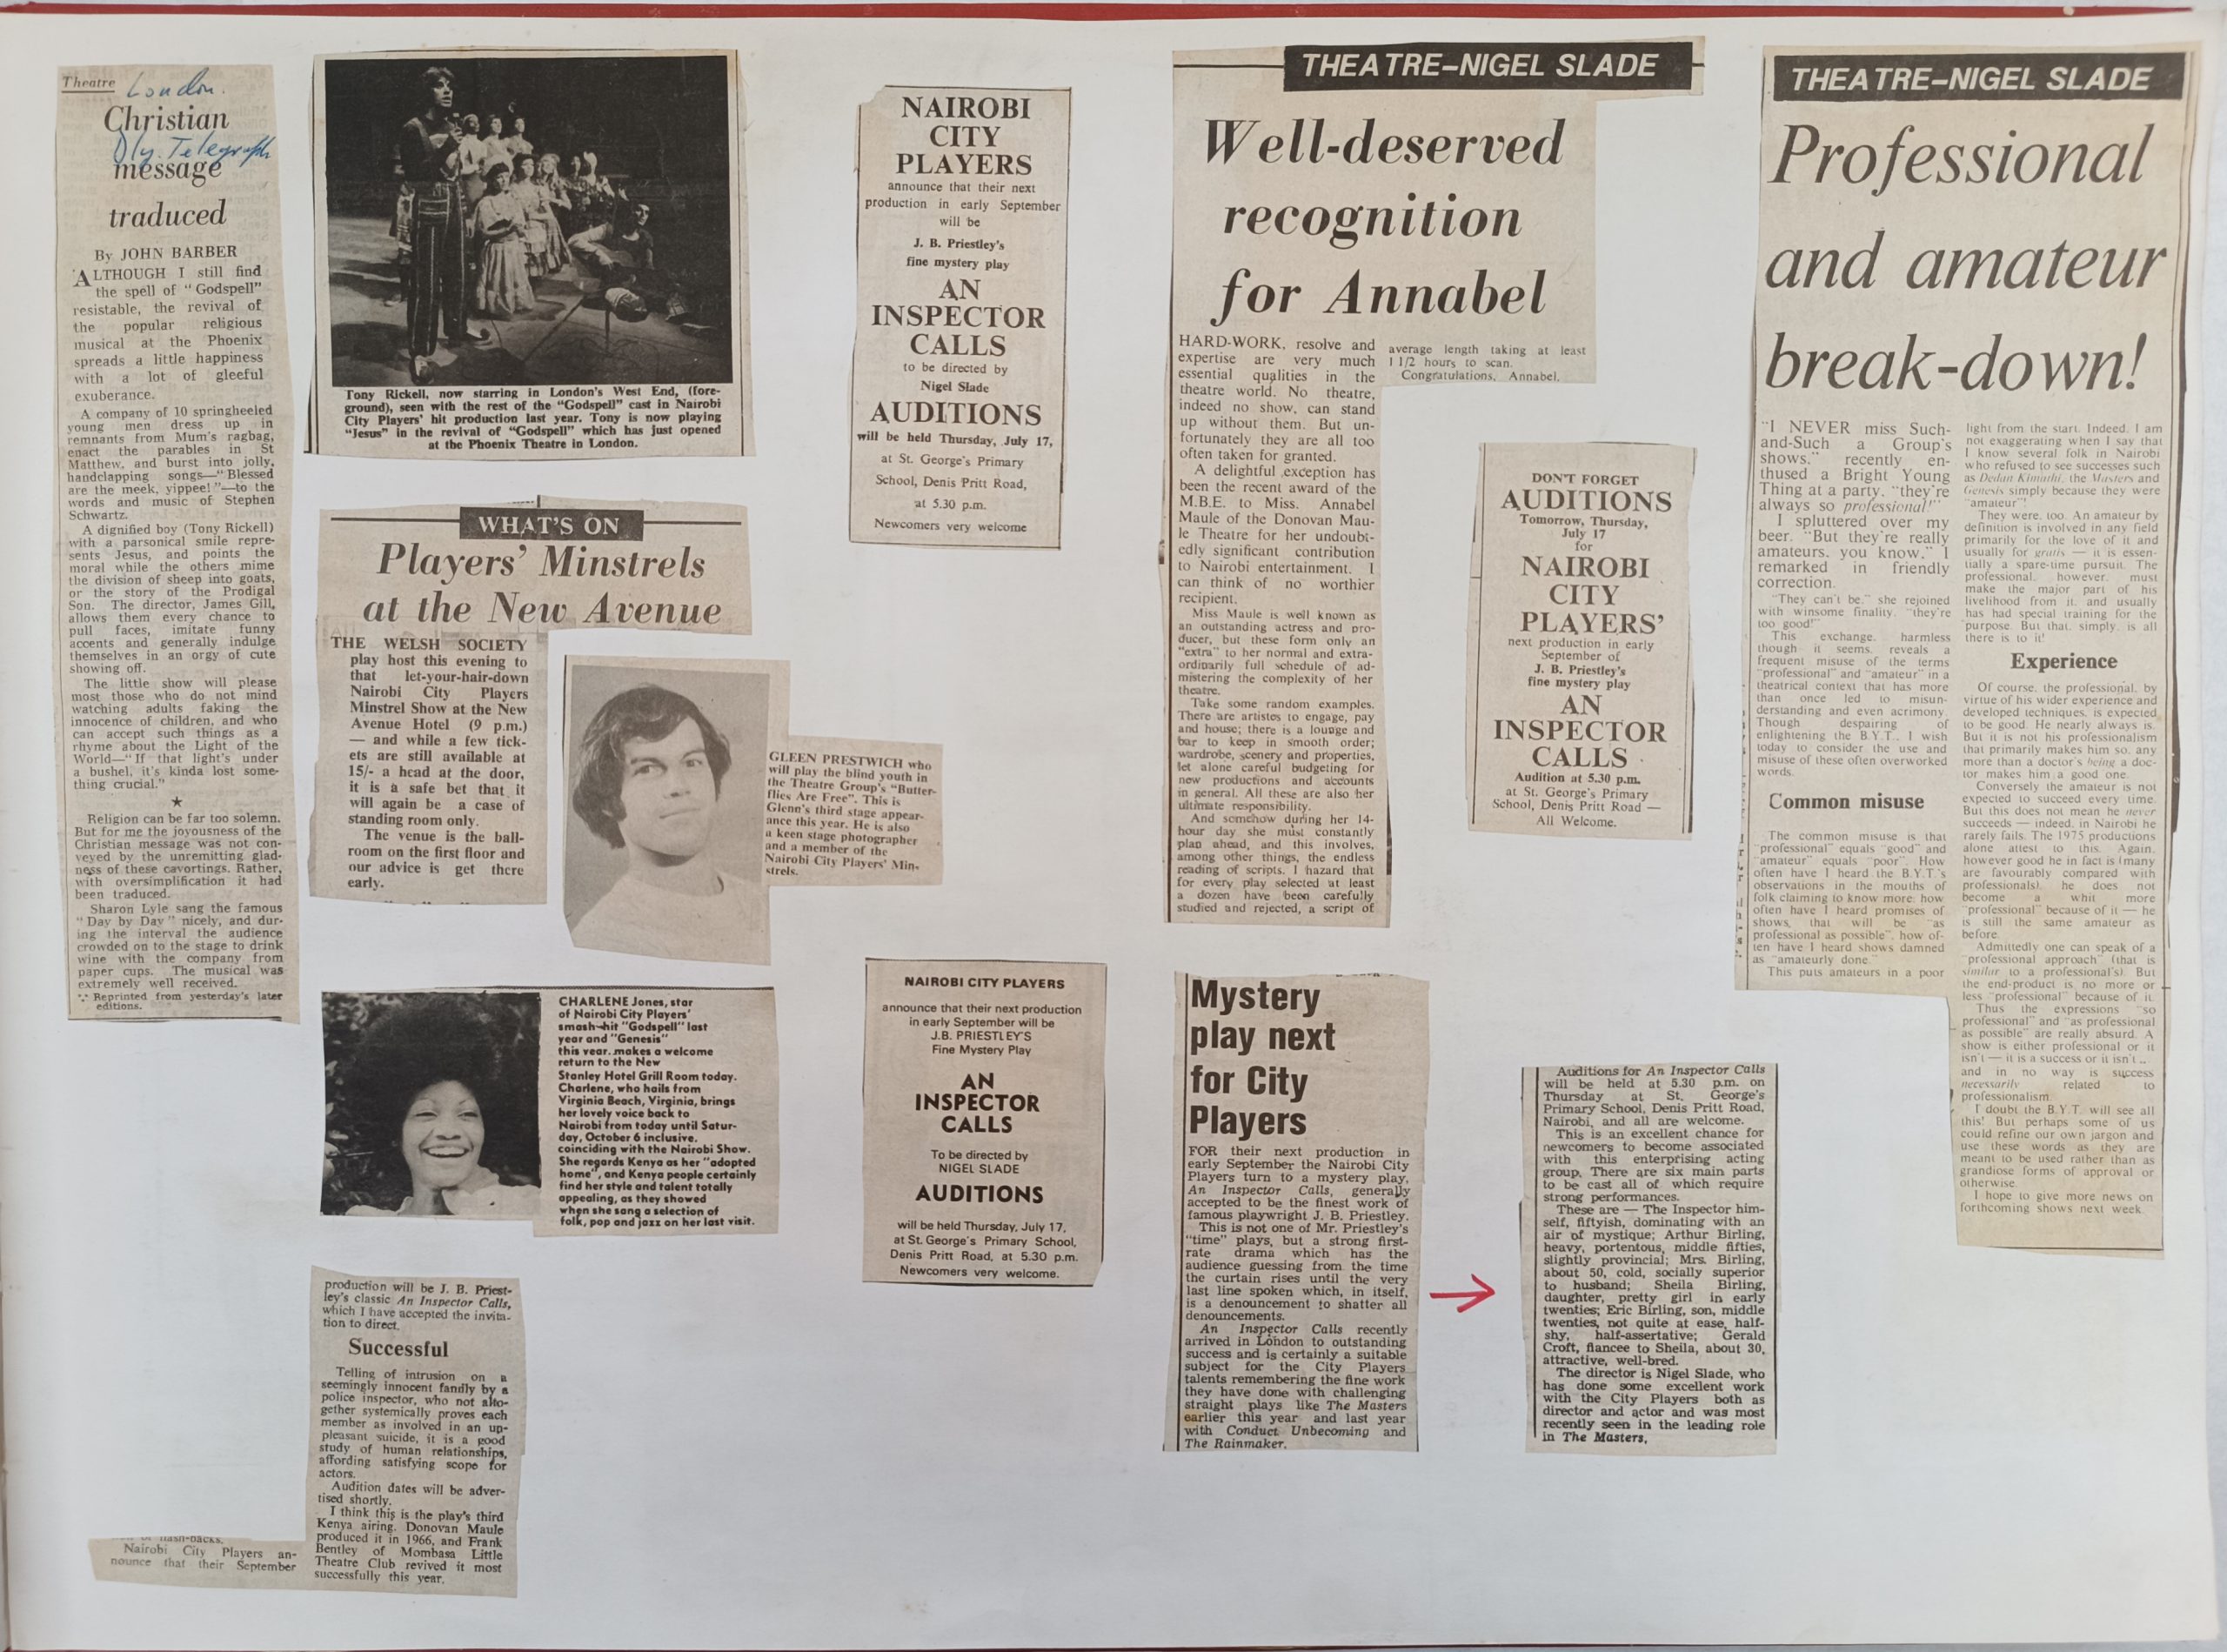 Theatre
London.
Christian
Dly. Telegraph
message
traduced
By JOHN BARBER
ALTHOUGH I still find
the spell of "Godspell"
resistable, the revival of
the popular religious
musical at the Phoenix
spreads a little happiness
with a lot of gleeful
exuberance.
A company of 10 springheeled
young men dress up in
remnants from Mum's ragbag,
enact the parables in St
Matthew, and burst into jolly,
handclapping songs—"Blessed
are the meek, yippee!"—to the
words and music of Stephen
Schwartz.
A dignified boy (Tony Rickell)
with a parsonical smile repre-
sents Jesus, and points the
moral while the others mime
the division of sheep into goats,
or the story of the Prodigal
Son. The director, James Gill,
allows them every chance to
pull faces, imitate funny
accents and generally indulge
themselves in an orgy of cute
showing off.
The little show will please
most those who do not mind
watching adults faking the
innocence of children, and who
can accept such things as a
rhyme about the Light of the
World—"If that light's under
a bushel, it's kinda lost some-
thing crucial."
★
Religion can be far too solemn.
But for me the joyousness of the
Christian message was not con-
veyed by the unremitting glad-
ness of these cavortings. Rather,
with oversimplification it had
been traduced.
Sharon Lyle sang the famous
"Day by Day" nicely, and dur-
ing the interval the audience
crowded on to the stage to drink
wine with the company from
paper cups. The musical was
extremely well received.
Reprinted from yesterday's later
editions.
Tony Rickell, now starring in London's West End, (fore-
ground), seen with the rest of the "Godspell" cast in Nairobi
City Players' hit production last year. Tony is now playing
"Jesus" in the revival of "Godspell" which has just opened
at the Phoenix Theatre in London.
WHAT'S ON
Players' Minstrels
at the New Avenue
THE WELSH SOCIETY
play host this evening to
that let-your-hair-down
Nairobi City Players
Minstrel Show at the New
Avenue Hotel (9 p.m.)
— and while a few tick-
ets are still available at
15/- a head at the door,
it is a safe bet that it
will again be a case of
standing room only.
The venue is the ball-
room on the first floor and
our advice is get there
early.
GLEEN PRESTWICH who
will play the blind youth in
the Theatre Group's "Butter-
flies Are Free". This is
Glenn's third stage appear-
ance this year. He is also
a keen stage photographer
and a member of the
Nairobi City Players' Min-
strels.
CHARLENE Jones, star
of Nairobi City Players'
smash-hit "Godspell" last
year and "Genesis"
this year. makes a welcome
return to the New
Stanley Hotel Grill Room today.
Charlene, who hails from
Virginia Beach, Virginia, brings
her lovely voice back to
Nairobi from today until Satur-
day, October 6 inclusive.
coinciding with the Nairobi Show.
She regards Kenya as her "adopted
home", and Kenya people certainly
find her style and talent totally
appealing, as they showed
when she sang a selection of
folk, pop and jazz on her last visit.
of flash-backs.
Nairobi City Players an-
nounce that their September
production will be J. B. Priest-
ley's classic An Inspector Calls,
which I have accepted the invita-
tion to direct.
Successful
Telling of intrusion on a
seemingly innocent fandly by a
police inspector, who not alto-
gether systemically proves each
member as involved in an un-
pleasant suicide, it is a good
study of human relationships,
affording satisfying scope for
actors.
Audition dates will be adver-
tised shortly.
I think this is the play's third
Kenya airing. Donovan Maule
produced it in 1966, and Frank
Bentley of Mombasa Little
Theatre Club revived it most
successfully this year.
NAIROBI
CITY
PLAYERS
announce that their next
production in early September
will be
J. B. Priestley's
fine mystery play
AN
INSPECTOR
CALLS
to be directed by
Nigel Slade
AUDITIONS
will be held Thursday, July 17,
at St. George's Primary
School, Denis Pritt Road,
at 5.30 p.m.
Newcomers very welcome
NAIROBI CITY PLAYERS
announce that their next production
in early September will be
J.B. PRIESTLEY'S
Fine Mystery Play
AN
INSPECTOR
CALLS
To be directed by
NIGEL SLADE
AUDITIONS
will be held Thursday, July 17,
at St. George's Primary School,
Denis Pritt Road, at 5.30 p.m.
Newcomers very welcome.
THEATRE–NIGEL SLADE
Well-deserved
recognition
for Annabel
HARD-WORK, resolve and
expertise are very much
essential qualities in the
theatre world. No theatre,
indeed no show, can stand
up without them. But un-
fortunately they are all too
often taken for granted.
A delightful exception has
been the recent award of the
M.B.E. to Miss. Annabel
Maule of the Donovan Mau-
le Theatre for her undoubt-
edly significant contribution
to Nairobi entertainment. I
can think of no worthier
recipient.
Miss Maule is well known as
an outstanding actress and pro-
ducer, but these form only an
"extra" to her normal and extra-
ordinarily full schedule of ad-
mistering the complexity of her
theatre.
Take some random examples.
There are artistes to engage, pay
and house; there is a lounge and
bar to keep in smooth order;
wardrobe, scenery and properties,
let alone careful budgeting for
new productions and accounts
in general. All these are also her
ultimate responsibility.
And somehow during her 14-
hour day she must constantly
plan ahead, and this involves,
among other things, the endless
reading of scripts. I hazard that
for every play selected at least
a dozen have been carefully
studied and rejected, a script of
average length taking at least
1 1/2 hours to scan.
Congratulations, Annabel.
DON'T FORGET
AUDITIONS
Tomorrow, Thursday,
July 17
for
NAIROBI
CITY
PLAYERS'
next production in early
September of
J. B. Priestley's
fine mystery play
AN
INSPECTOR
CALLS
Audition at 5.30 p.m.
at St. George's Primary
School, Denis Pritt Road —
All Welcome.
Mystery
play next
for City
Players
FOR their next production in
early September the Nairobi City
Players turn to a mystery play,
An Inspector Calls, generally
accepted to be the finest work of
famous playwright J. B. Priestley.
This is not one of Mr. Priestley's
"time" plays, but a strong first-
rate drama which has the
audience guessing from the time
the curtain rises until the very
last line spoken which, in itself,
is a denouncement to shatter all
denouncements.
An Inspector Calls recently
arrived in London to outstanding
success and is certainly a suitable
subject for the City Players
talents remembering the fine work
they have done with challenging
straight plays like The Masters
earlier this year and last year
with Conduct Unbecoming and
The Rainmaker.
Auditions for An Inspector Calls
will be held at 5.30 p.m. on
Thursday at St. George's
Primary School, Denis Pritt Road,
Nairobi, and all are welcome.
This is an excellent chance for
newcomers to become associated
with this enterprising acting
group. There are six main parts
to be cast all of which require
strong performances.
These are — The Inspector him-
self, fiftyish, dominating with an
air of mystique; Arthur Birling,
heavy, portentous, middle fifties,
slightly provincial; Mrs. Birling,
about 50, cold, socially superior
to husband; Sheila Birling,
daughter, pretty girl in early
twenties; Eric Birling, son, middle
twenties, not quite at ease, half-
shy, half-assertative; Gerald
Croft, fiancee to Sheila, about 30,
attractive, well-bred.
The director is Nigel Slade, who
has done some excellent work
with the City Players both as
director and actor and was most
recently seen in the leading role
in The Masters.
THEATRE–NIGEL SLADE
Professional
and amateur
break-down!
"I NEVER miss Such-
and-Such a Group's
shows." recently en-
thused a Bright Young
Thing at a party. "they're
always so professional!"
I spluttered over my
beer. "But they're really
amateurs, you know." I
remarked in friendly
correction.
"They can't be," she rejoined
with winsome finality. "they're
too good!"
This exchange, harmless
though it seems, reveals a
frequent misuse of the terms
"professional" and "amateur" in a
theatrical context that has more
than once led to misun-
derstanding and even acrimony.
Though despairing of
enlightening the B.Y.T.. I wish
today to consider the use and
misuse of these often overworked
words.
Common misuse
The common misuse is that
"professional" equals "good" and
"amateur" equals "poor". How
often have I heard the B.Y.T.'s
observations in the mouths of
folk claiming to know more; how
often have I heard promises of
shows, that will be "as
professional as possible", how of-
ten have I heard shows damned
as "amateurly done."
This puts amateurs in a poor
light from the start. Indeed, I am
not exaggerating when I say that
I know several folk in Nairobi
who refused to see successes such
as Dedan Kimathi, the Masters and
Genesis simply because they were
"amateur".
They were, too. An amateur by
definition is involved in any field
primarily for the love of it and
usually for gratis — it is essen-
tially a spare-time pursuit. The
professional, however, must
make the major part of his
livelihood from it, and usually
has had special training for the
purpose. But that, simply, is all
there is to it!
Experience
Of course, the professional, by
virtue of his wider experience and
developed techniques, is expected
to be good. He nearly always is.
But it is not his professionalism
that primarily makes him so, any
more than a doctor's being a doc-
tor makes him a good one.
Conversely the amateur is not
expected to succeed every time.
But this does not mean he never
succeeds — indeed, in Nairobi he
rarely fails. The 1975 productions
alone attest to this. Again,
however good he in fact is (many
are favourably compared with
professionals), he does not
become a whit more
"professional" because of it — he
is still the same amateur as
before.
Admittedly one can speak of a
"professional approach" (that is
similar to a professional's). But
the end-product is no more or
less "professional" because of it.
Thus the expressions "so
professional" and "as professional
as possible" are really absurd. A
show is either professional or it
isn't — it is a success or it isn't ..
and in no way is success
necessarily related to
professionalism.
I doubt the B.Y.T. will see all
this! But perhaps some of us
could refine our own jargon and
use these words as they are
meant to be used rather than as
grandiose forms of approval or
otherwise.
I hope to give more news on
forthcoming shows next week.